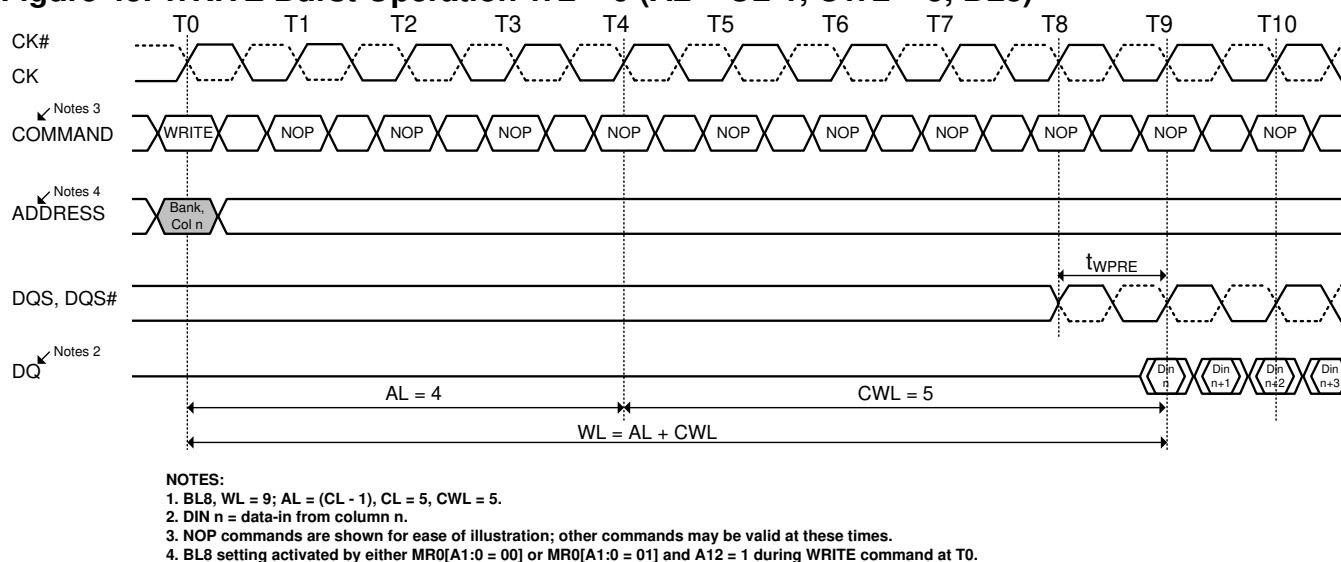 T0 T1 T2 T3 T4 T5 T6 T7 T8 T9 T10
CK#
CK
Notes 3
COMMAND
WRITE NOP NOP NOP NOP NOP NOP NOP NOP NOP NOP
Notes 4
ADDRESS
Bank,
Col n
tWPRE
DQS, DQS#
Notes 2
DQ
Din n Din n+1 Din n+2 Din n+3
AL = 4 CWL = 5
WL = AL + CWL
NOTES:
1. BL8, WL = 9; AL = (CL - 1), CL = 5, CWL = 5.
2. DIN n = data-in from column n.
3. NOP commands are shown for ease of illustration; other commands may be valid at these times.
4. BL8 setting activated by either MR0[A1:0 = 00] or MR0[A1:0 = 01] and A12 = 1 during WRITE command at T0.